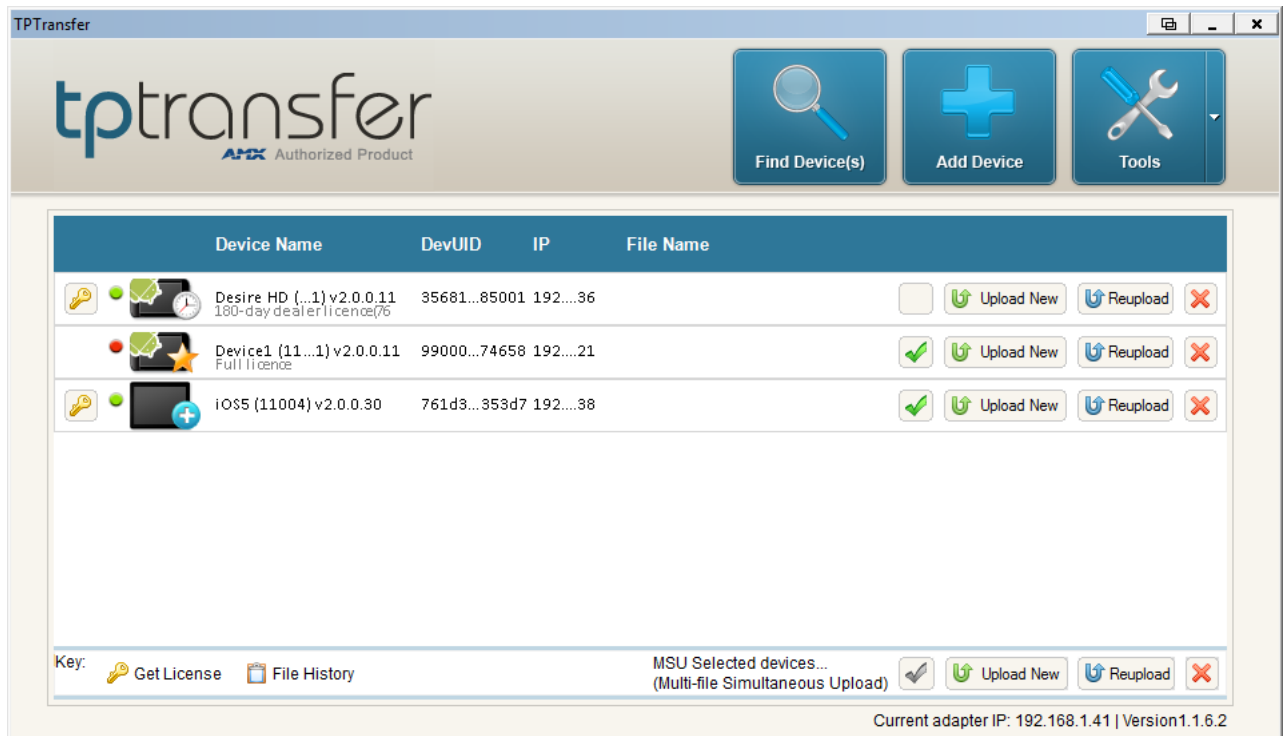 TPTransfer
tptransfer
AMX Authorized Product
Find Device(s)
Add Device
Tools
Device Name DevUID IP File Name
Desire HD (...1) v2.0.0.11 35681...85001 192....36 Upload New Reupload
180-day dealer licence(76
Device1 (11...1) v2.0.0.11 99000...74658 192....21 Upload New Reupload
Full licence
iOS5 (11004) v2.0.0.30 761d3...353d7 192....38 Upload New Reupload
Key: Get License File History
MSU Selected devices...
(Multi-file Simultaneous Upload) Upload New Reupload
Current adapter IP: 192.168.1.41 | Version1.1.6.2